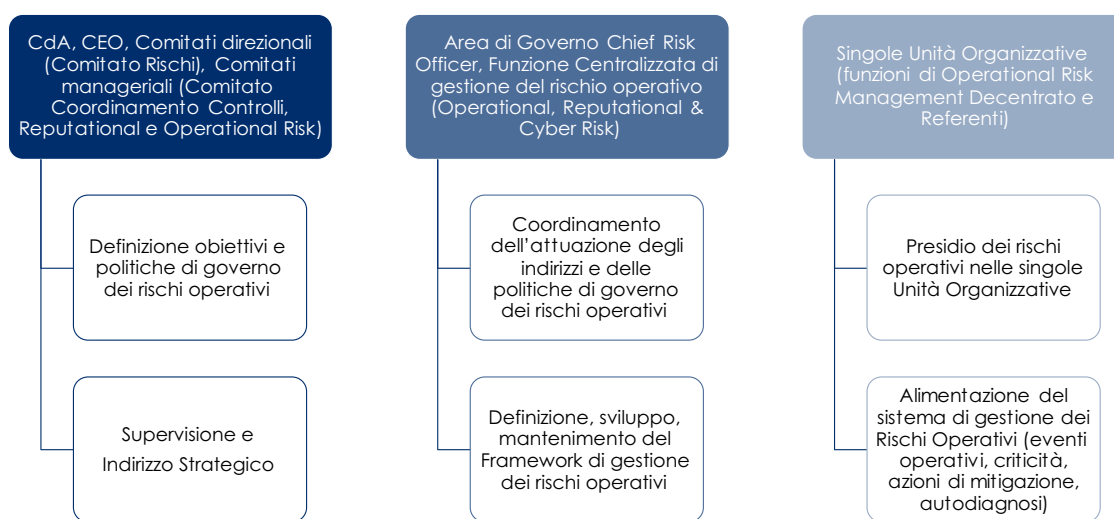 CdA, CEO, Comitati direzionali
(Comitato Rischi), Comitati
manageriali (Comitato
Coordinamento Controlli,
Reputational e Operational Risk)
Definizione obiettivi e
politiche di governo
dei rischi operativi
Supervisione e
Indirizzo Strategico
Area di Governo Chief Risk
Officer, Funzione Centralizzata di
gestione del rischio operativo
(Operational, Reputational &
Cyber Risk)
Coordinamento
dell’attuazione degli
indirizzi e delle
politiche di governo
dei rischi operativi
Definizione, sviluppo,
mantenimento del
Framework di gestione
dei rischi operativi
Singole Unità Organizzative
(funzioni di Operational Risk
Management Decentrato e
Referenti)
Presidio dei rischi
operativi nelle singole
Unità Organizzative
Alimentazione del
sistema di gestione dei
Rischi Operativi (eventi
operativi, criticità,
azioni di mitigazione,
autodiagnosi)